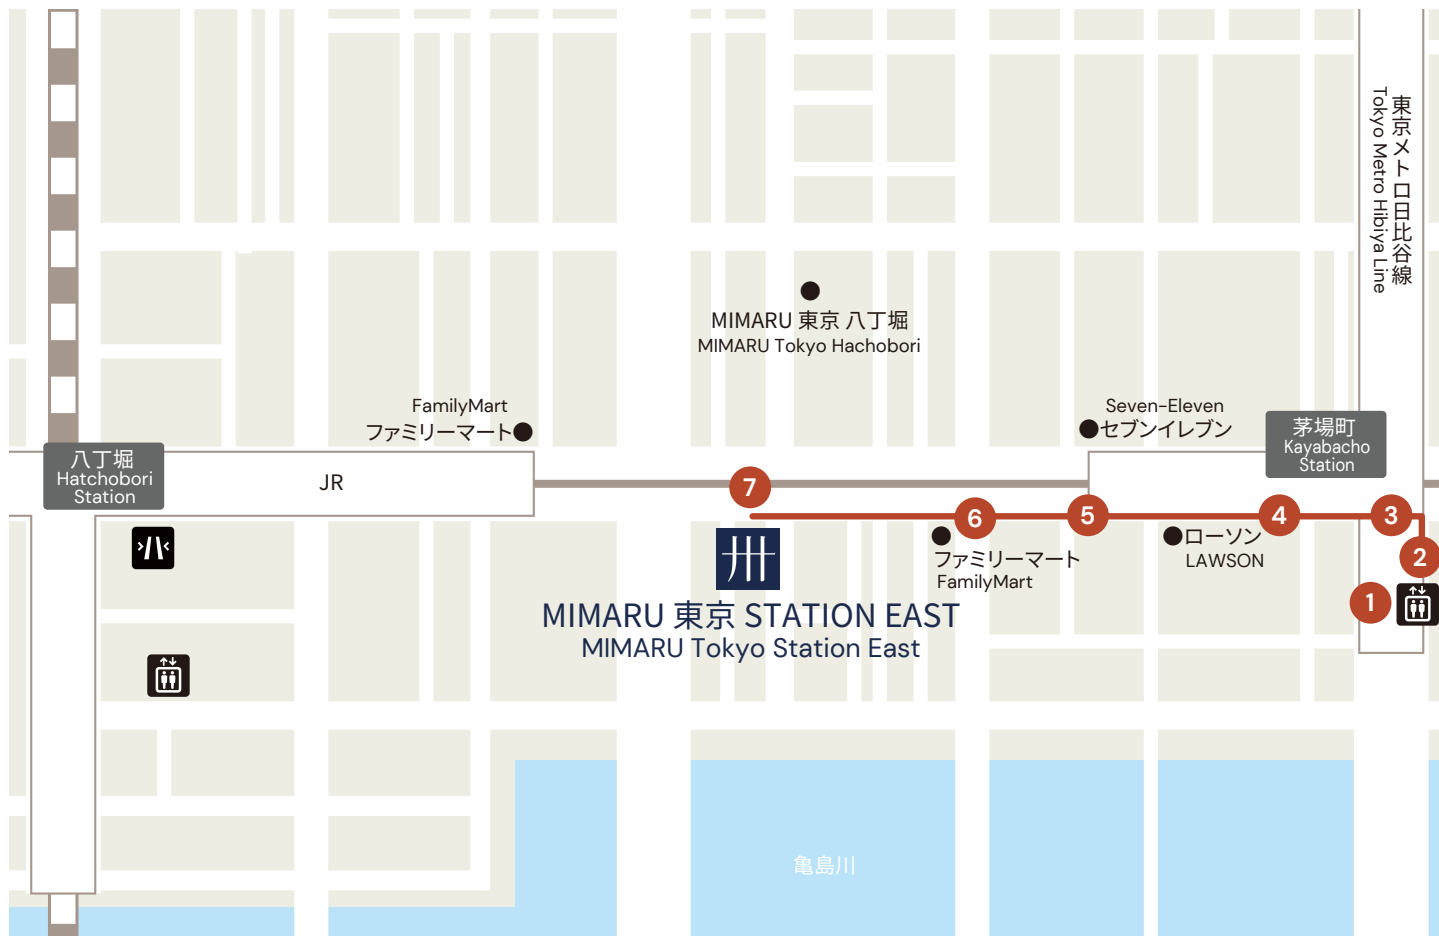 東京メトロ日比谷線
Tokyo Metro Hibiya Line
MIMARU 東京 八丁堀
MIMARU Tokyo Hachobori
FamilyMart
ファミリーマート
Seven-Eleven
セブンイレブン
茅場町
Kayabacho
Station
八丁堀
Hatchobori
Station
JR
7
6
5
4
3
2
1
ファミリーマート
FamilyMart
ローソン
LAWSON
MIMARU 東京 STATION EAST
MIMARU Tokyo Station East
亀島川